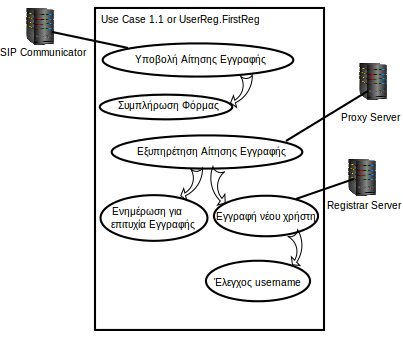 Use Case 1.1 or UserReg.FirstReg
SIP Communicator
Υποβολή Αίτησης Εγγραφής
Συμπλήρωση Φόρμας
Proxy Server
Εξυπηρέτηση Αίτησης Εγγραφής
Registrar Server
Ενημέρωση για
επιτυχία Εγγραφής
Έγγραφή νέου χρήστη
Έλεγχος username